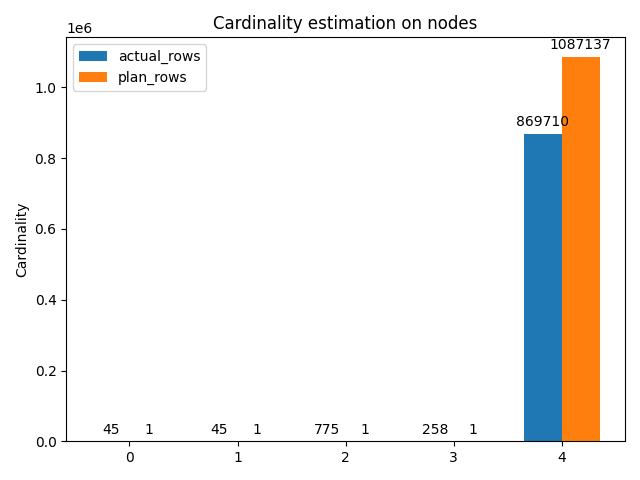 Cardinality estimation on nodes
1e6
actual_rows
plan_rows
1087137
869710
1.0
0.8
0.6
0.4
0.2
0.0
Cardinality
45 1 45 1 775 1 258 1
0 1 2 3 4